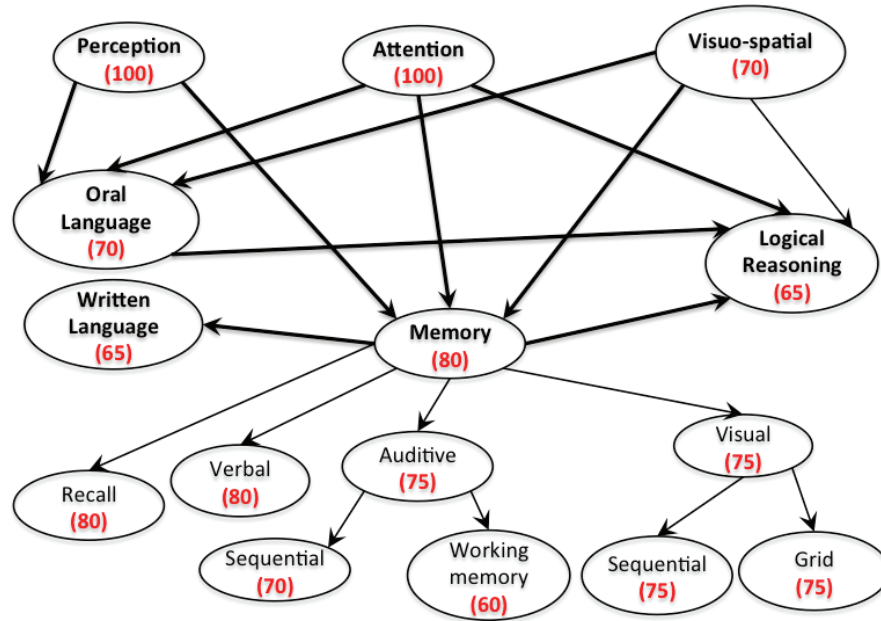 Perception
(100)
Attention
(100)
Visuo-spatial
(70)
Oral
Language
(70)
Logical
Reasoning
(65)
Written
Language
(65)
Memory
(80)
Recall
(80)
Verbal
(80)
Auditive
(75)
Visual
(75)
Sequential
(70)
Working
memory
(60)
Sequential
(75)
Grid
(75)